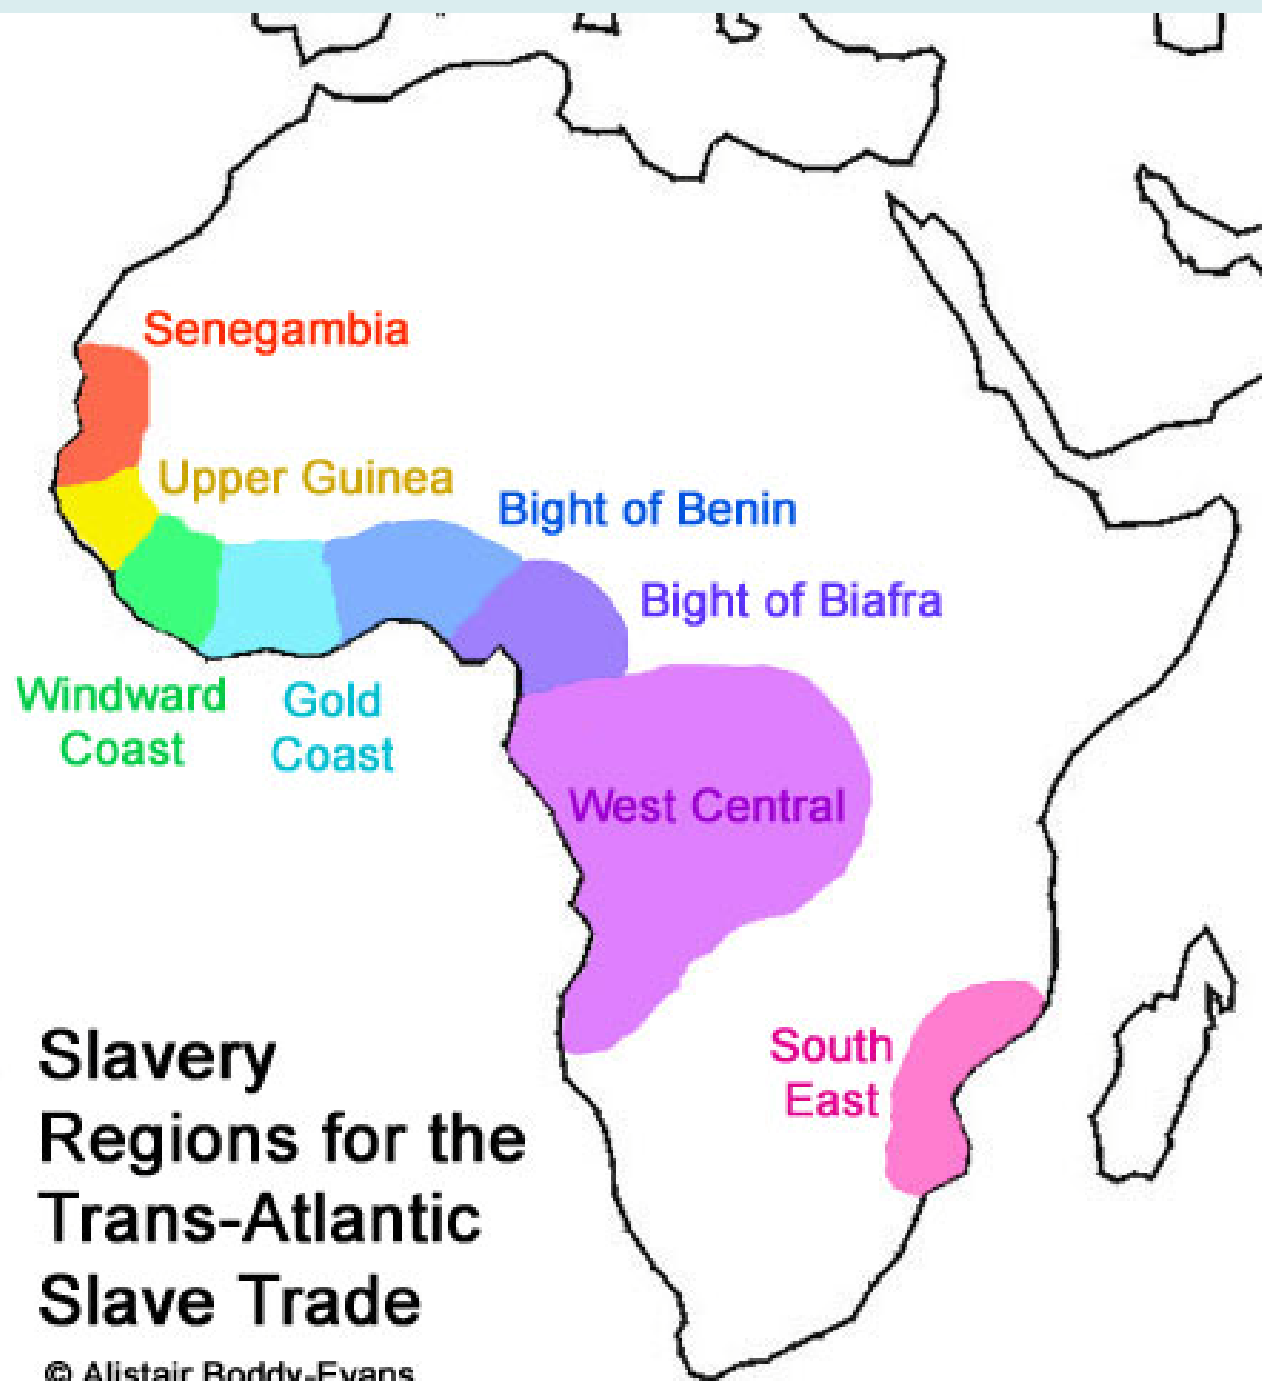 Senegambia
Upper Guinea
Bight of Benin
Bight of Biafra
Windward
Coast
Gold
Coast
West Central
South
East
Slavery
Regions for the
Trans-Atlantic
Slave Trade
© Alistair Boddy-Evans